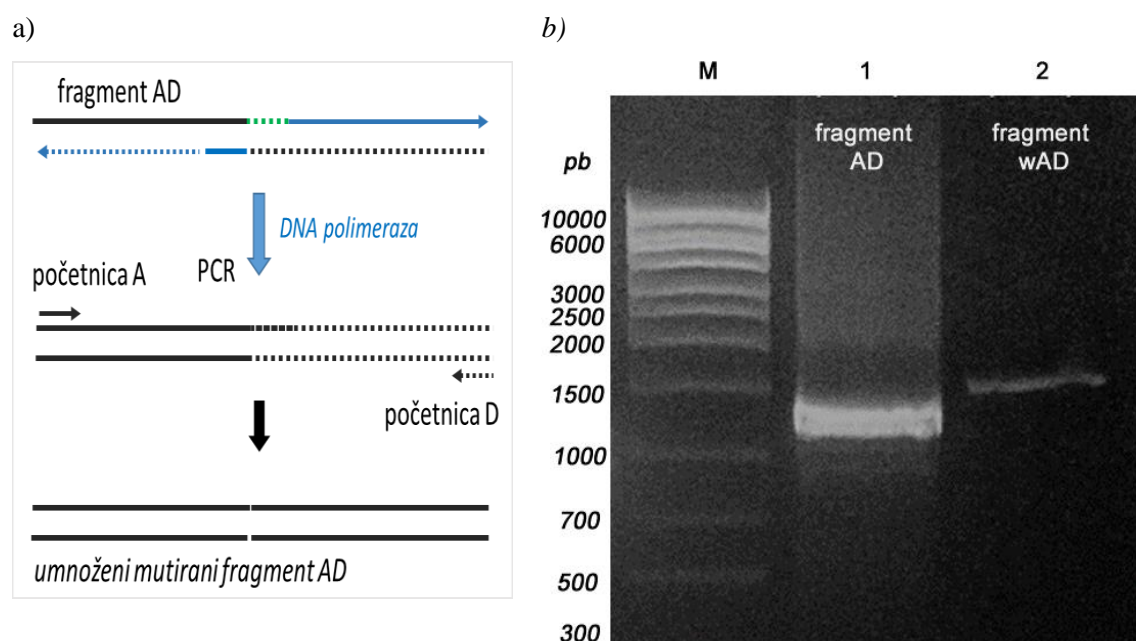 a)
fragment AD
DNA polimeraza
početnica A
PCR
početnica D
umnoženi mutirani fragment AD
b)
M 1 2
fragment AD
fragment wAD
pb
10000
6000
3000
2500
2000
1500
1000
700
500
300